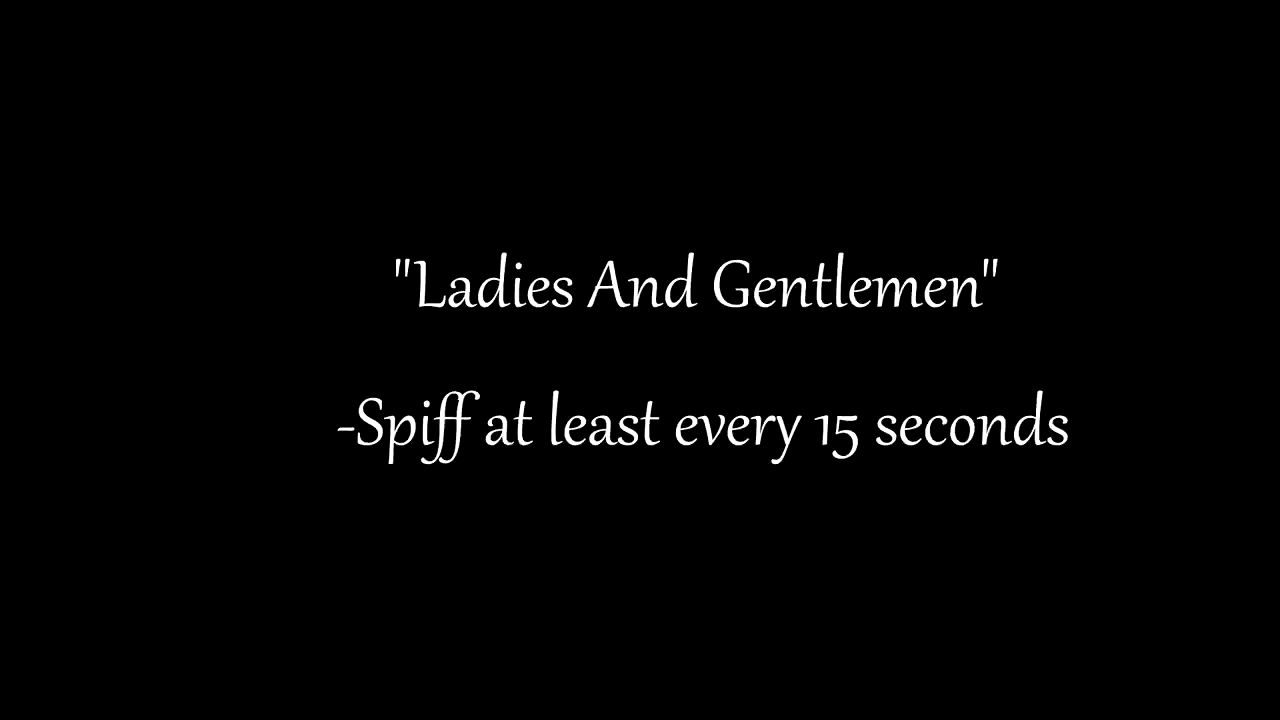 "Ladies And Gentlemen"
-Spiff at least every 15 seconds